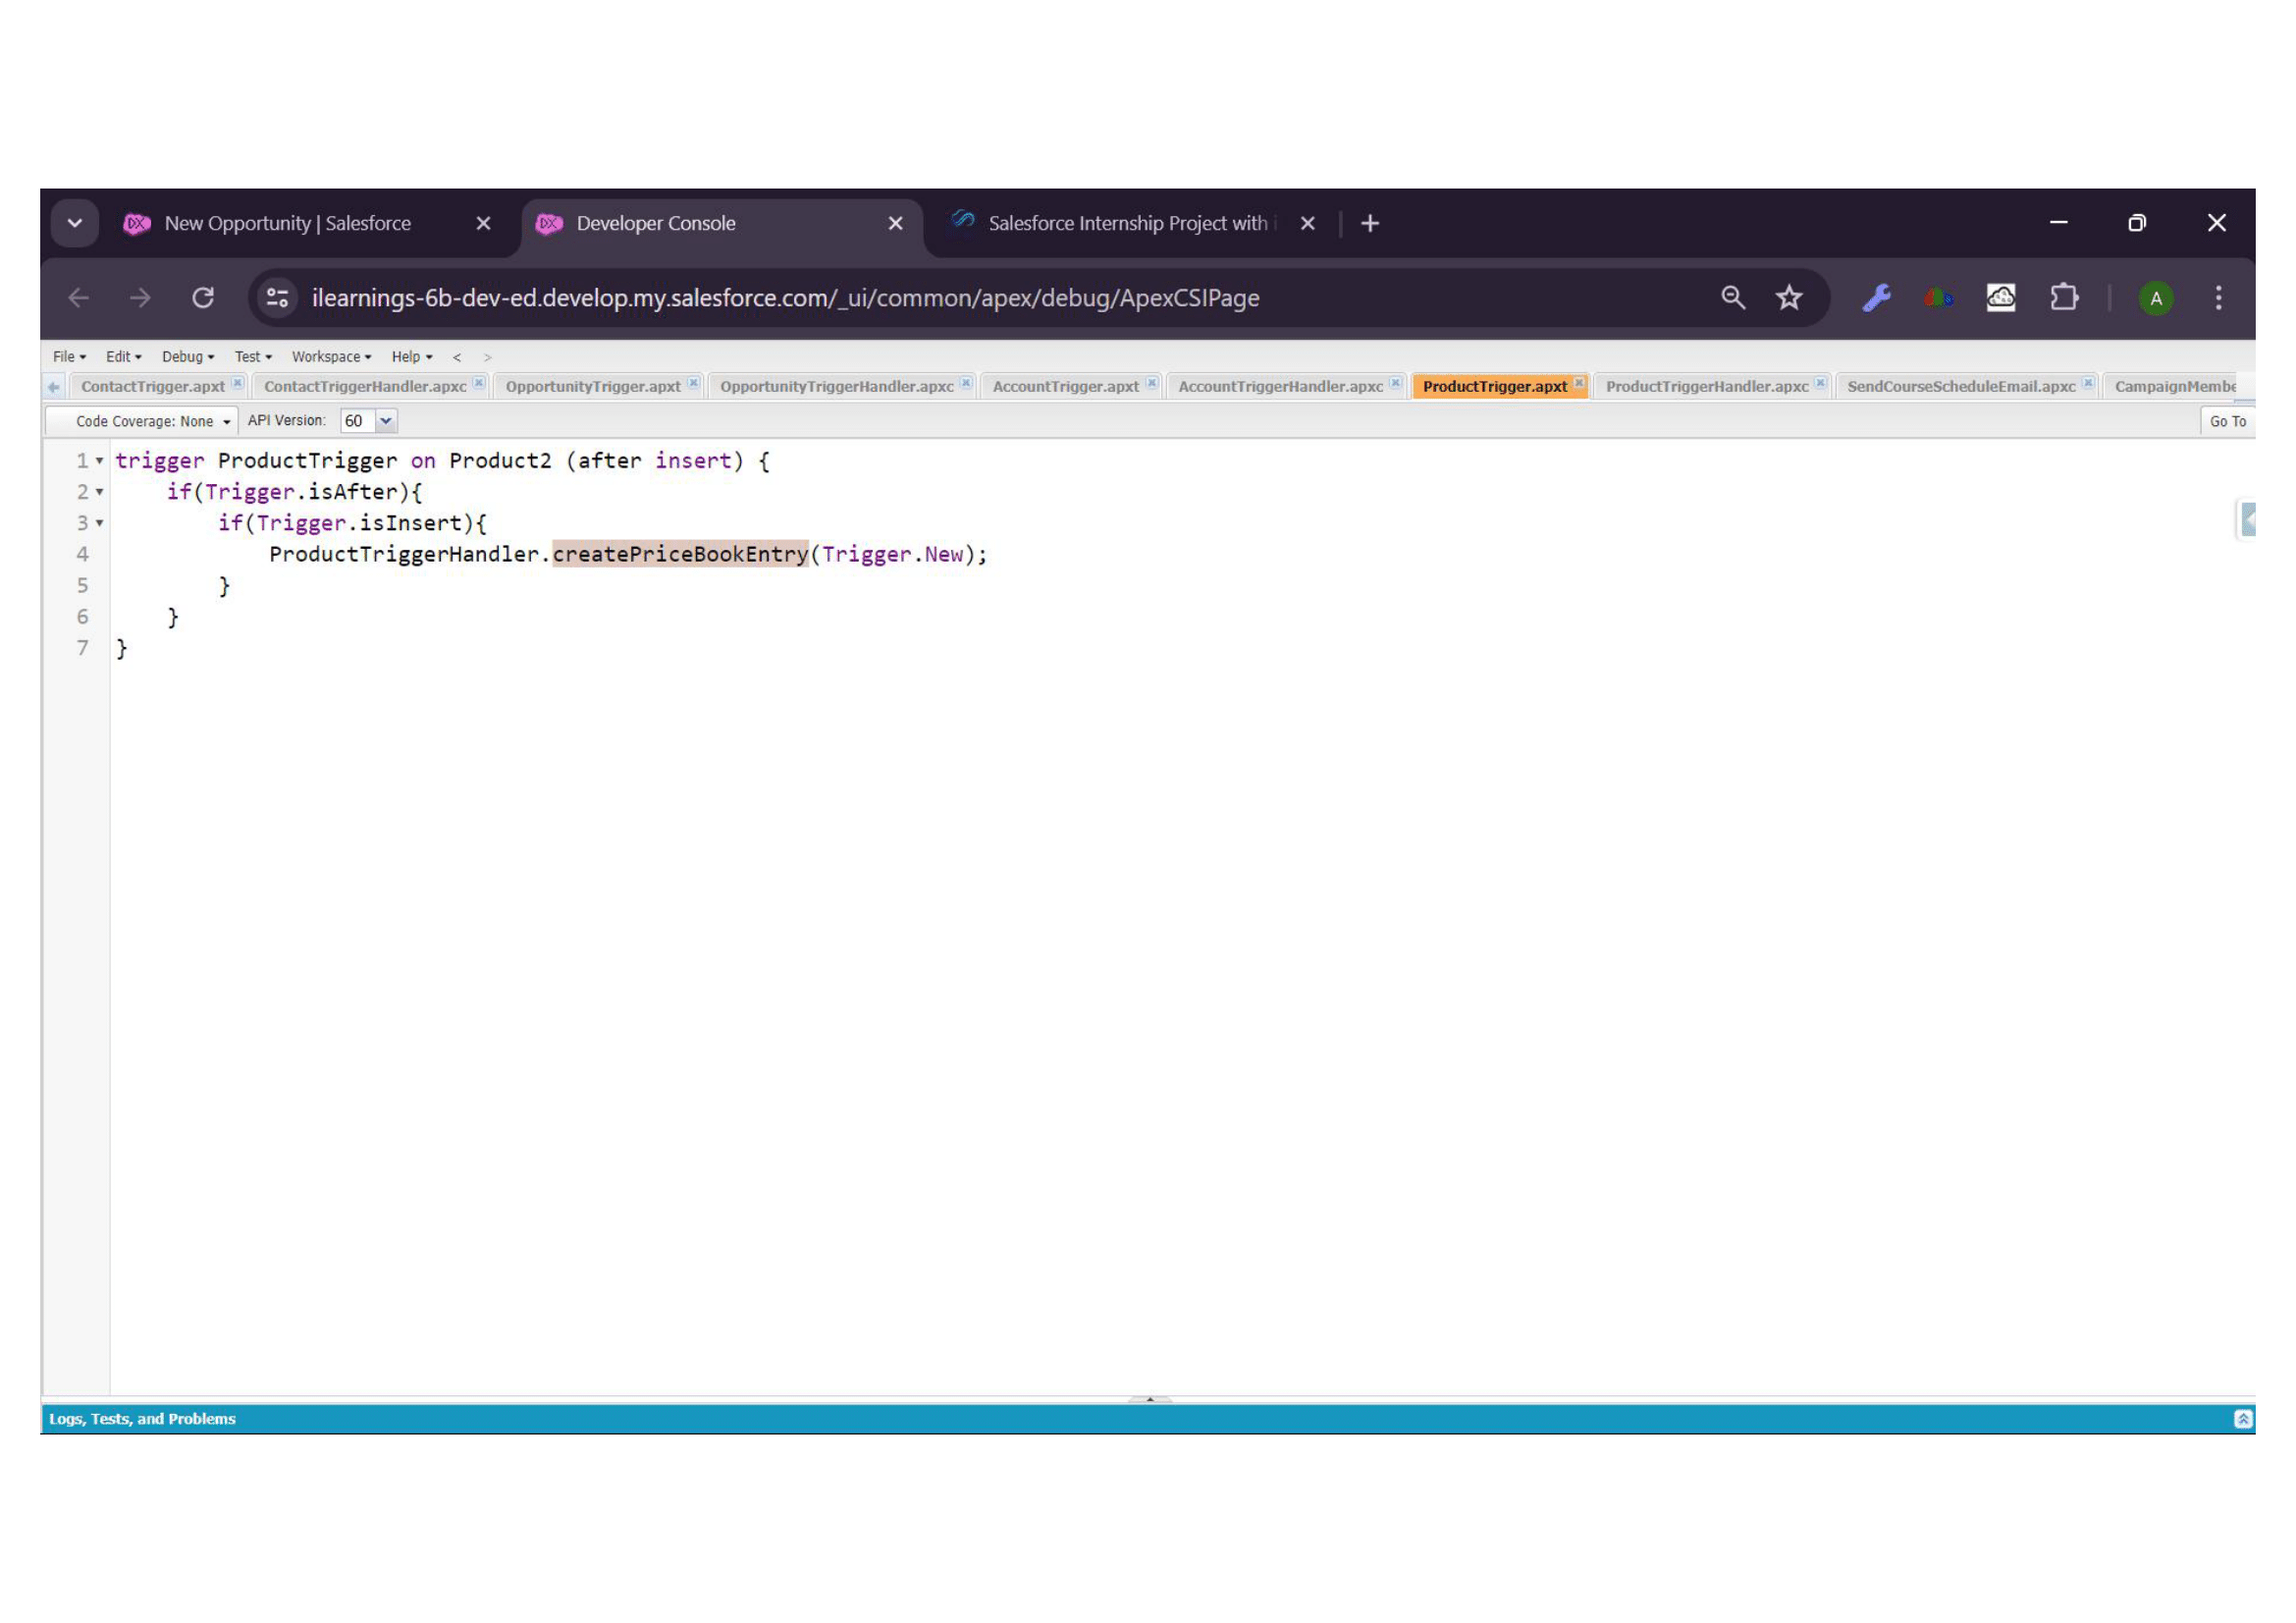 New Opportunity | Salesforce
Developer Console
Salesforce Internship Project with
ilearnings-6b-dev-ed.develop.my.salesforce.com/_ui/common/apex/debug/ApexCSIPage
A
File Edit Debug Test Workspace Help < >
ContactTrigger.apxt ContactTriggerHandler.apxc OpportunityTrigger.apxt OpportunityTriggerHandler.apxc AccountTrigger.apxt AccountTriggerHandler.apxc ProductTrigger.apxt ProductTriggerHandler.apxc SendCourseScheduleEmail.apxc CampaignMembe
Code Coverage: None API Version: 60 Go To
1 trigger ProductTrigger on Product2 (after insert) {
2 if(Trigger.isAfter){
3 if(Trigger.isInsert){
4 ProductTriggerHandler.createPriceBookEntry(Trigger.New);
5 }
6 }
7 }
Logs, Tests, and Problems